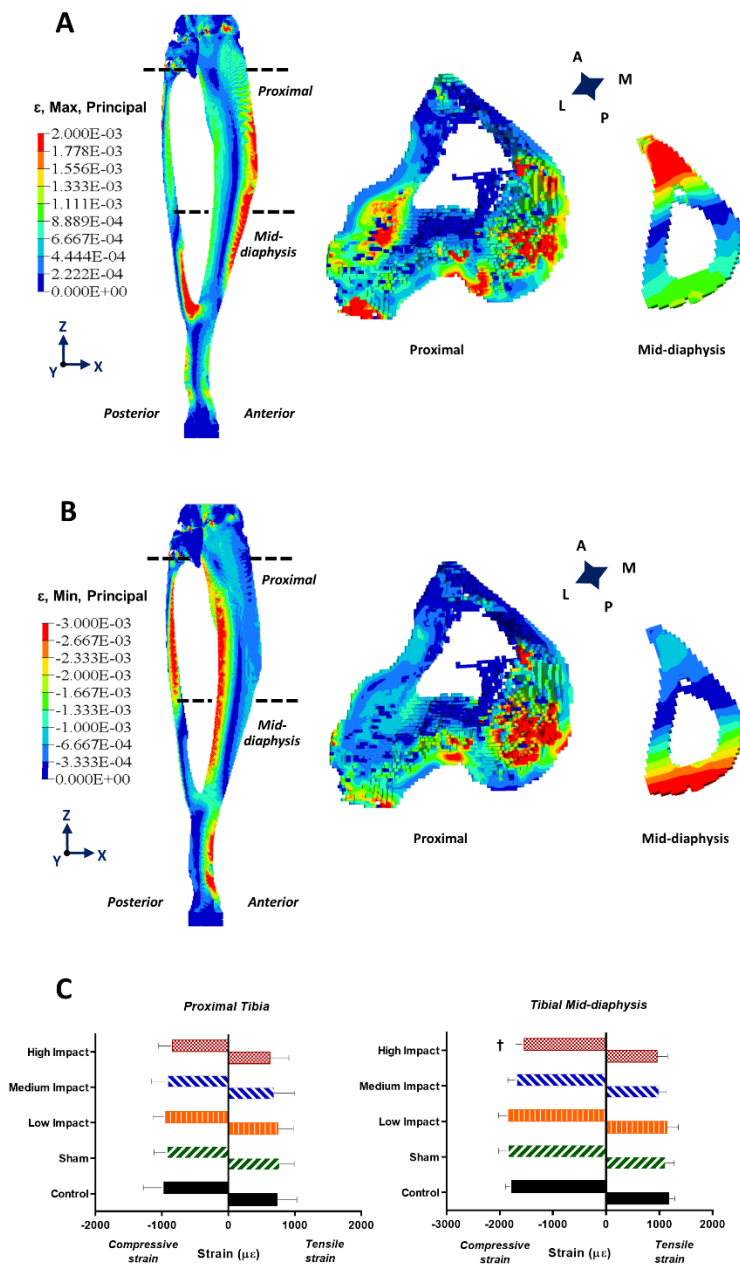 A
ε, Max, Principal
2.000E-03
1.778E-03
1.556E-03
1.333E-03
1.111E-03
8.889E-04
6.667E-04
4.444E-04
2.222E-04
0.000E+00
Proximal
Mid-
diaphysis
Z
Y
X
Posterior
Anterior
Proximal
A
M
L
P
Mid-diaphysis
B
ε, Min, Principal
-3.000E-03
-2.667E-03
-2.333E-03
-2.000E-03
-1.667E-03
-1.333E-03
-1.000E-03
-6.667E-04
-3.333E-04
0.000E+00
Proximal
Mid-
diaphysis
Z
Y
X
Posterior
Anterior
Proximal
A
M
L
P
Mid-diaphysis
C
Proximal Tibia
High Impact
Medium Impact
Low Impact
Sham
Control
-2000 -1000 0 1000 2000
Compressive
strain
Strain (με)
Tensile
strain
Tibial Mid-diaphysis
†
High Impact
Medium Impact
Low Impact
Sham
Control
-3000 -2000 -1000 0 1000 2000
Compressive
strain
Strain (με)
Tensile
strain